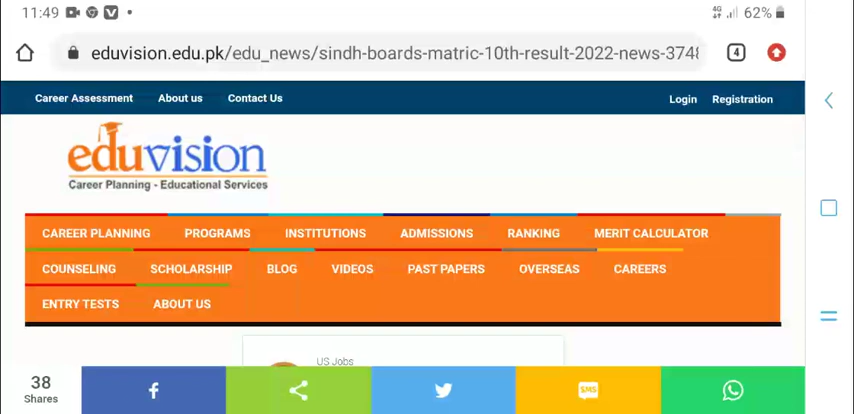 11:49
4G 62%
eduvision.edu.pk/edu_news/sindh-boards-matric-10th-result-2022-news-3748
4
Career Assessment About us Contact Us Login Registration
eduvision
Career Planning - Educational Services
CAREER PLANNING PROGRAMS INSTITUTIONS ADMISSIONS RANKING MERIT CALCULATOR
COUNSELING SCHOLARSHIP BLOG VIDEOS PAST PAPERS OVERSEAS CAREERS
ENTRY TESTS ABOUT US
US Jobs
38
Shares
SMS